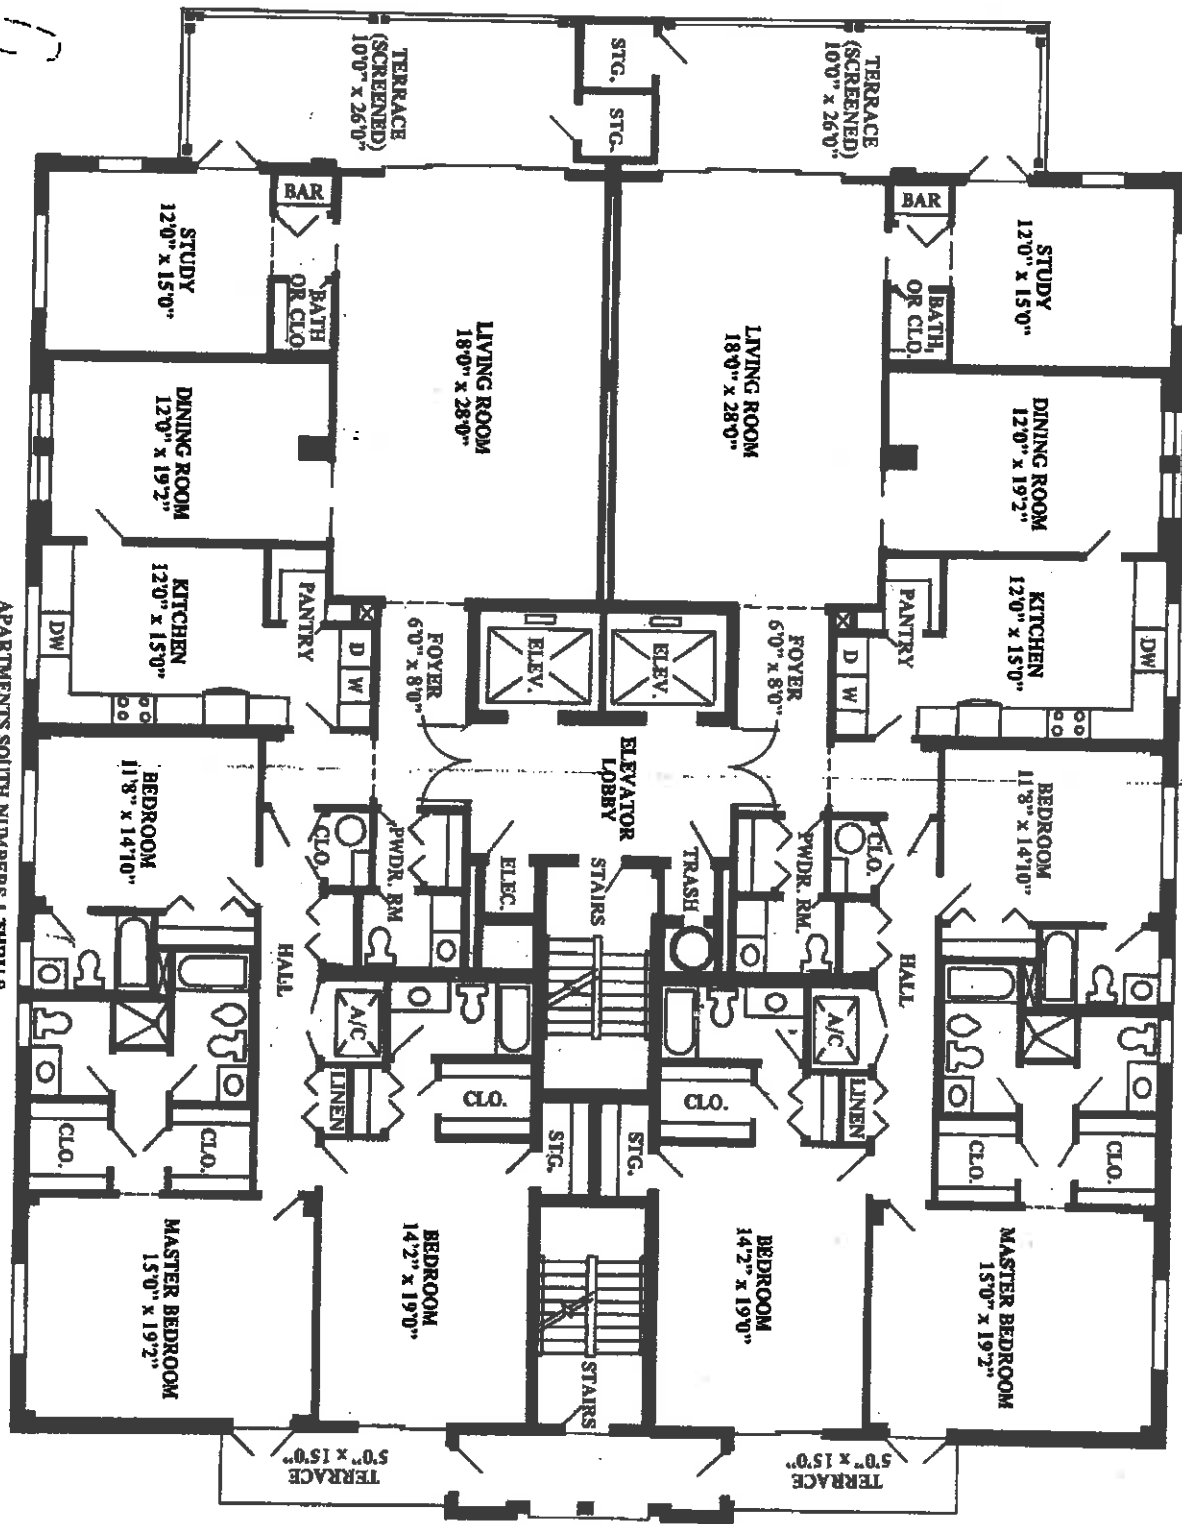 TERRACE
(SCREENED)
10'0" x 26'0"
STG.
STG.
TERRACE
(SCREENED)
10'0" x 26'0"
STUDY
12'0" x 15'0"
BAR
BATH
OR CLO.
LIVING ROOM
18'0" x 28'0"
LIVING ROOM
18'0" x 28'0"
BAR
BATH,
OR CLO.
STUDY
12'0" x 15'0"
DINING ROOM
12'0" x 19'2"
DINING ROOM
12'0" x 19'2"
KITCHEN
12'0" x 15'0"
DW
PANTRY
D
W
FOYER
6'0" x 8'0"
ELEV.
ELEV.
FOYER
6'0" x 8'0"
PANTRY
D
W
KITCHEN
12'0" x 15'0"
DW
ELEVATOR
LOBBY
BEDROOM
11'8" x 14'10"
CLO.
PWDR. RM
ELEC.
STAIRS
TRASH
PWDR. RM.
CLO.
BEDROOM
11'8" x 14'10"
HALL
HALL
A/C
A/C
LINEN
CLO.
CLO.
LINEN
CLO.
CLO.
STG.
STG.
CLO.
CLO.
MASTER BEDROOM
15'0" x 19'2"
BEDROOM
14'2" x 19'0"
BEDROOM
14'2" x 19'0"
MASTER BEDROOM
15'0" x 19'2"
STAIRS
TERRACE
5'0" x 15'0"
TERRACE
5'0" x 15'0"
APARTMENTS SOUTH NUMBERS